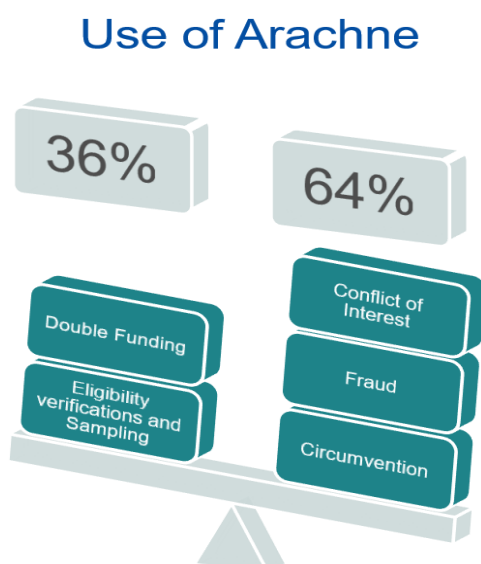 Use of Arachne
36%
64%
Double Funding
Eligibility
verifications and
Sampling
Conflict of
Interest
Fraud
Circumvention